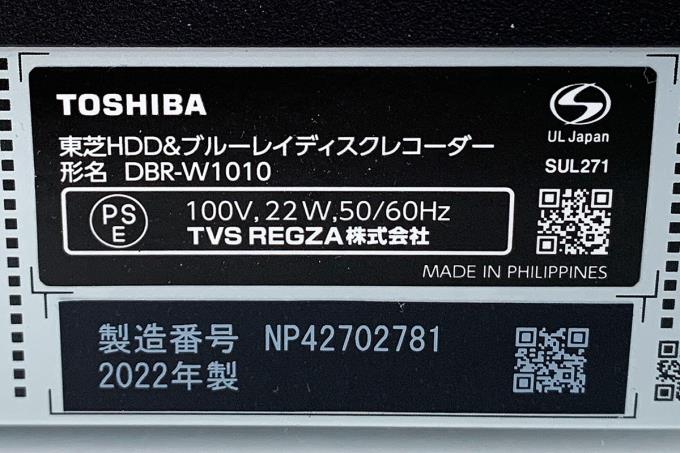 TOSHIBA
東芝HDD&ブルーレイディスクレコーダー
形名 DBR-W1010
UL Japan
SUL271
PS
E
100V, 22W, 50/60Hz
TVS REGZA株式会社
MADE IN PHILIPPINES
製造番号 NP42702781
2022年製